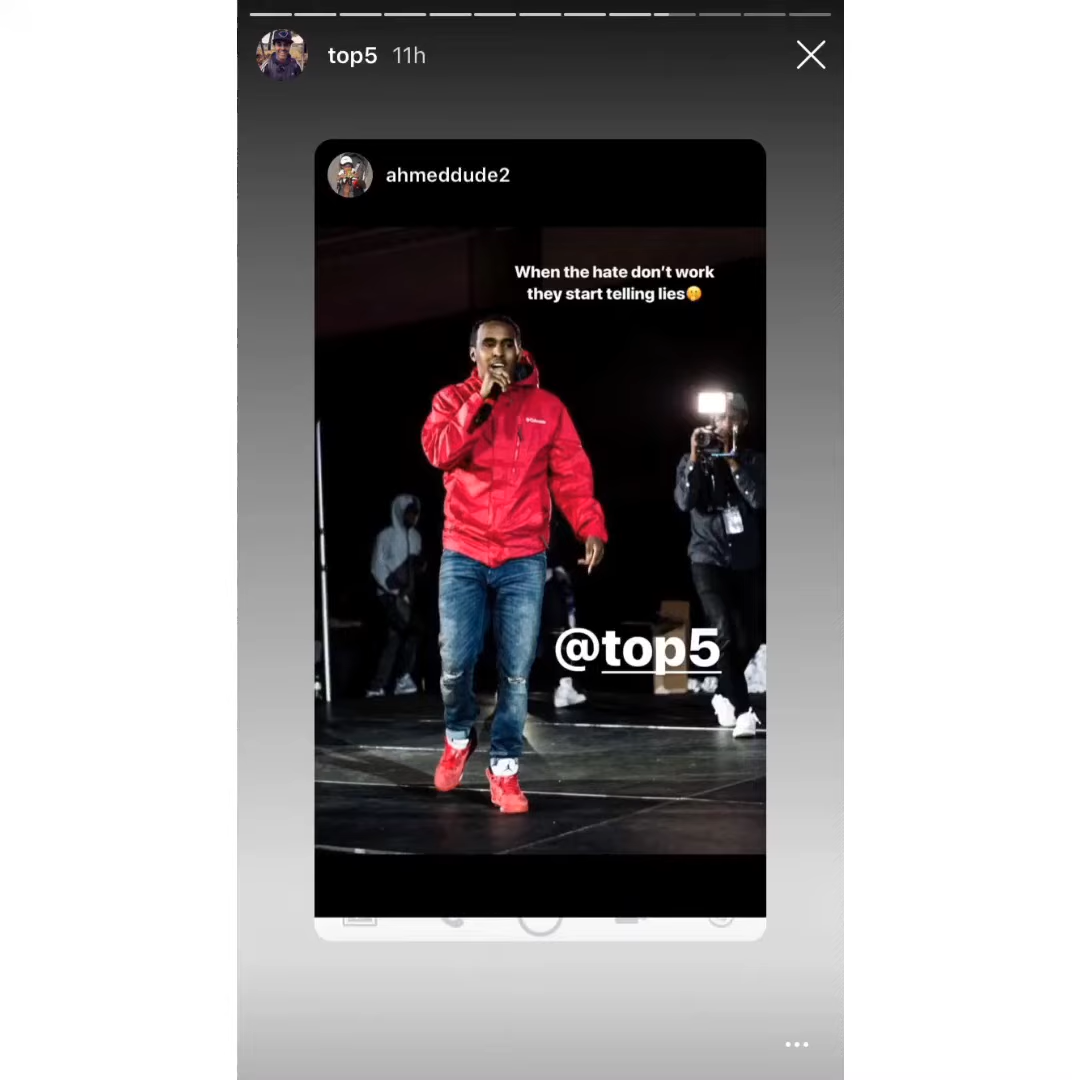 top5 11h
ahmeddude2
When the hate don't work
they start telling lies🤫
@top5